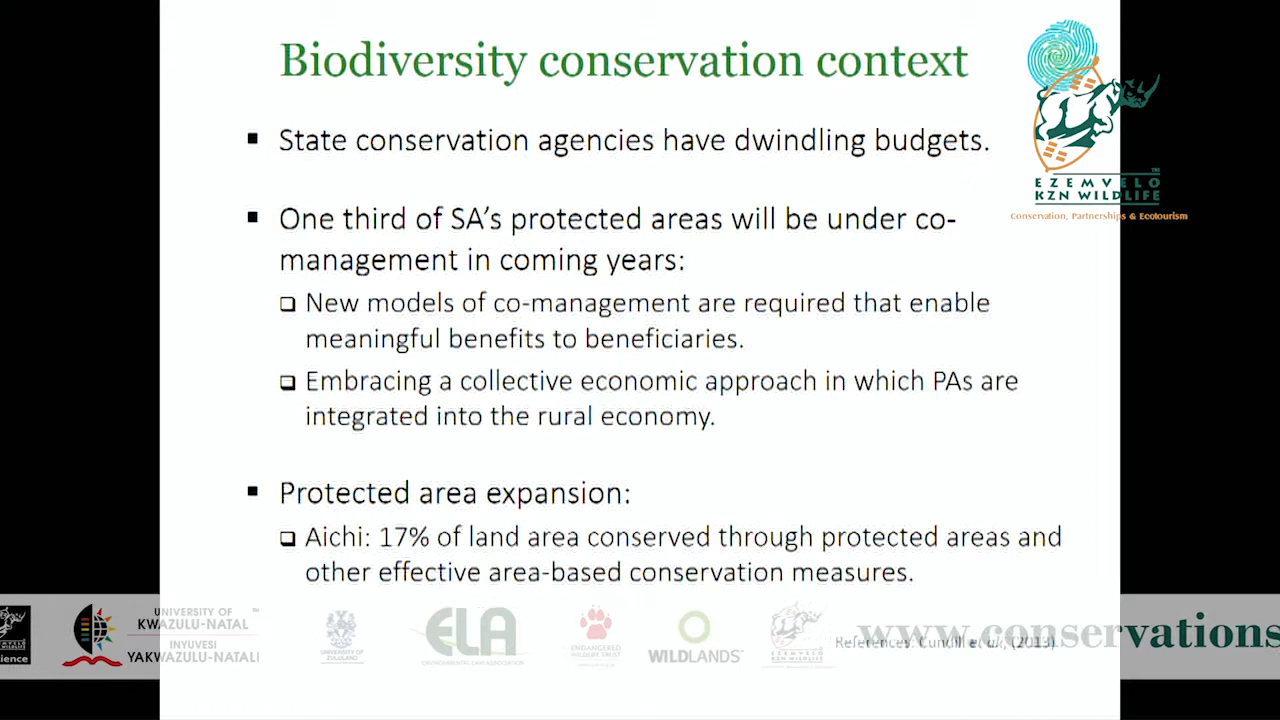 Biodiversity conservation context
▪ State conservation agencies have dwindling budgets.
▪ One third of SA's protected areas will be under co-
management in coming years:
❑ New models of co-management are required that enable
meaningful benefits to beneficiaries.
❑ Embracing a collective economic approach in which PAs are
integrated into the rural economy.
▪ Protected area expansion:
❑ Aichi: 17% of land area conserved through protected areas and
other effective area-based conservation measures.
References: Cundill et al., (2013).
EZEMVELO
KZN WILDLIFE
TM
Conservation, Partnerships & Ecotourism
UNIVERSITY OF
KWAZULU-NATAL
INYUVESI
YAKWAZULU-NATALI
UNIVERSITY OF
ZULULAND
ELA
ENVIRONMENTAL LAW ASSOCIATION
ENDANGERED
WILDLIFE TRUST
WILDLANDS
EZEMVELO
KZN WILDLIFE
www.conservations